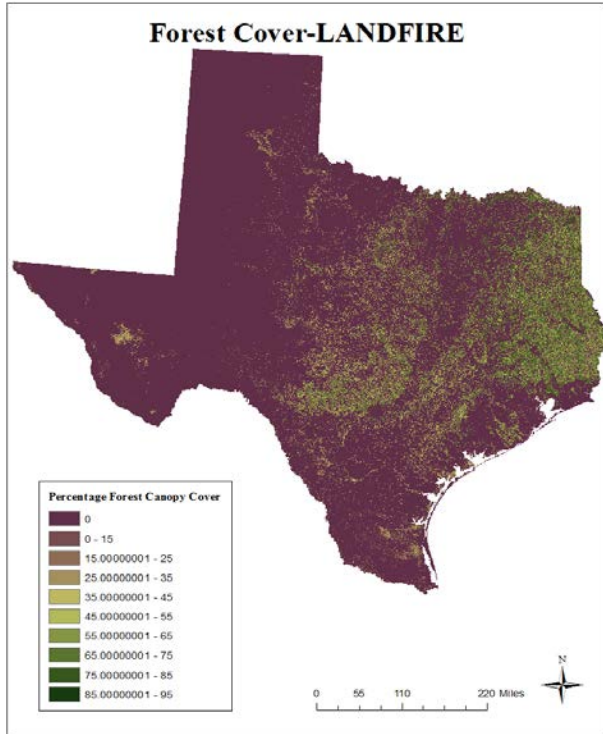 Forest Cover-LANDFIRE
Percentage Forest Canopy Cover
0
0 - 15
15.00000001 - 25
25.00000001 - 35
35.00000001 - 45
45.00000001 - 55
55.00000001 - 65
65.00000001 - 75
75.00000001 - 85
85.00000001 - 95
N
0 55 110 220 Miles